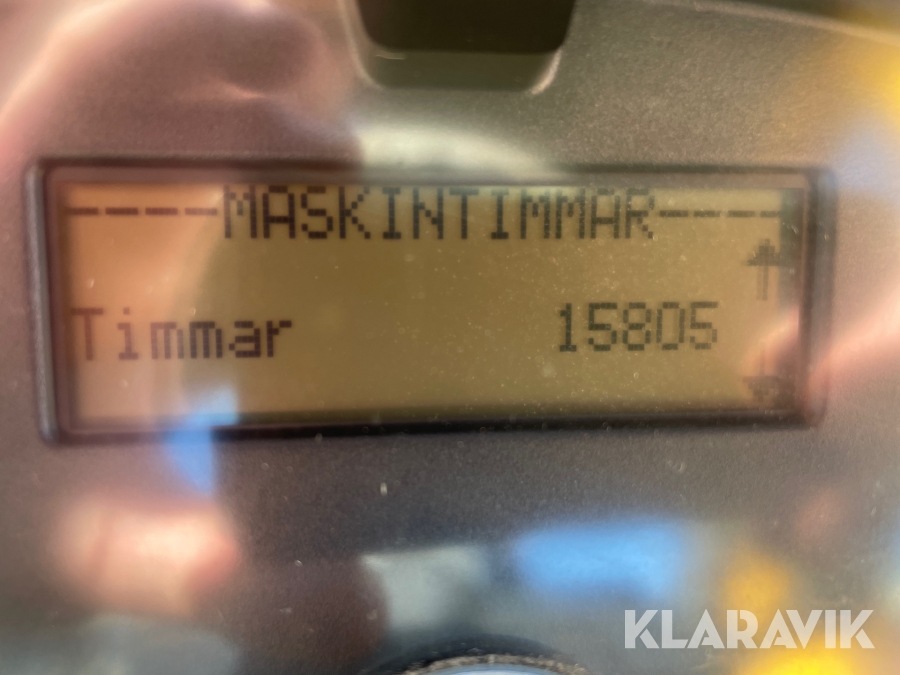 -----MASKINTIMMAR-----
Timmar 15805
KLARAVIK